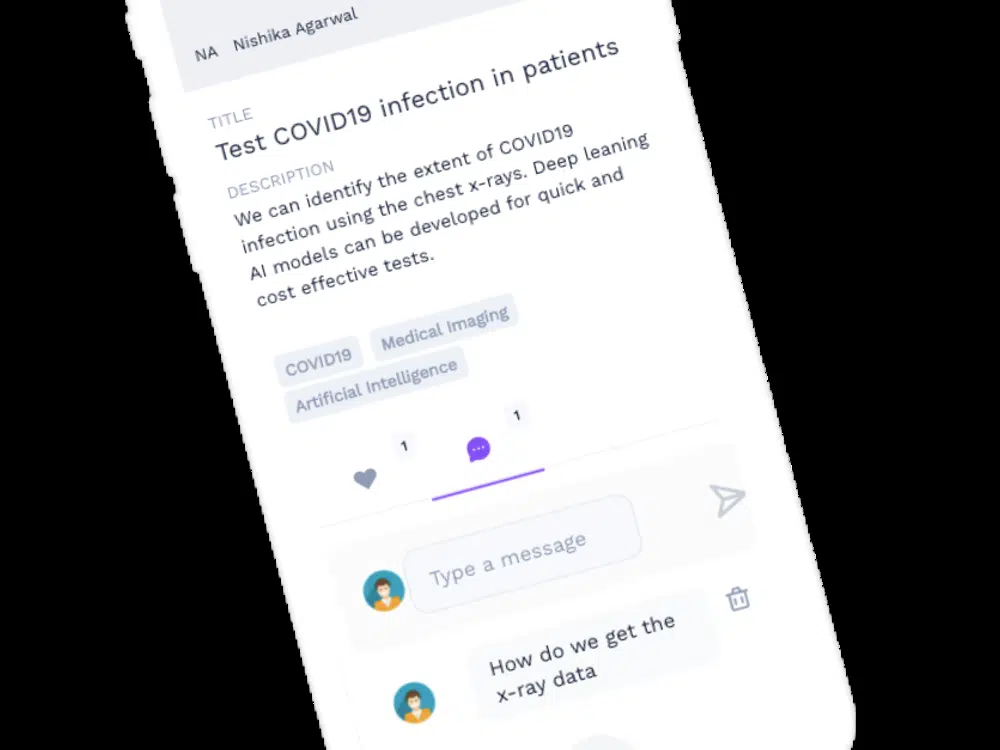 NA Nishika Agarwal
TITLE
Test COVID19 infection in patients
DESCRIPTION
We can identify the extent of COVID19
infection using the chest x-rays. Deep leaning
AI models can be developed for quick and
cost effective tests.
COVID19 Medical Imaging
Artificial Intelligence
1 1
Type a message
How do we get the
x-ray data